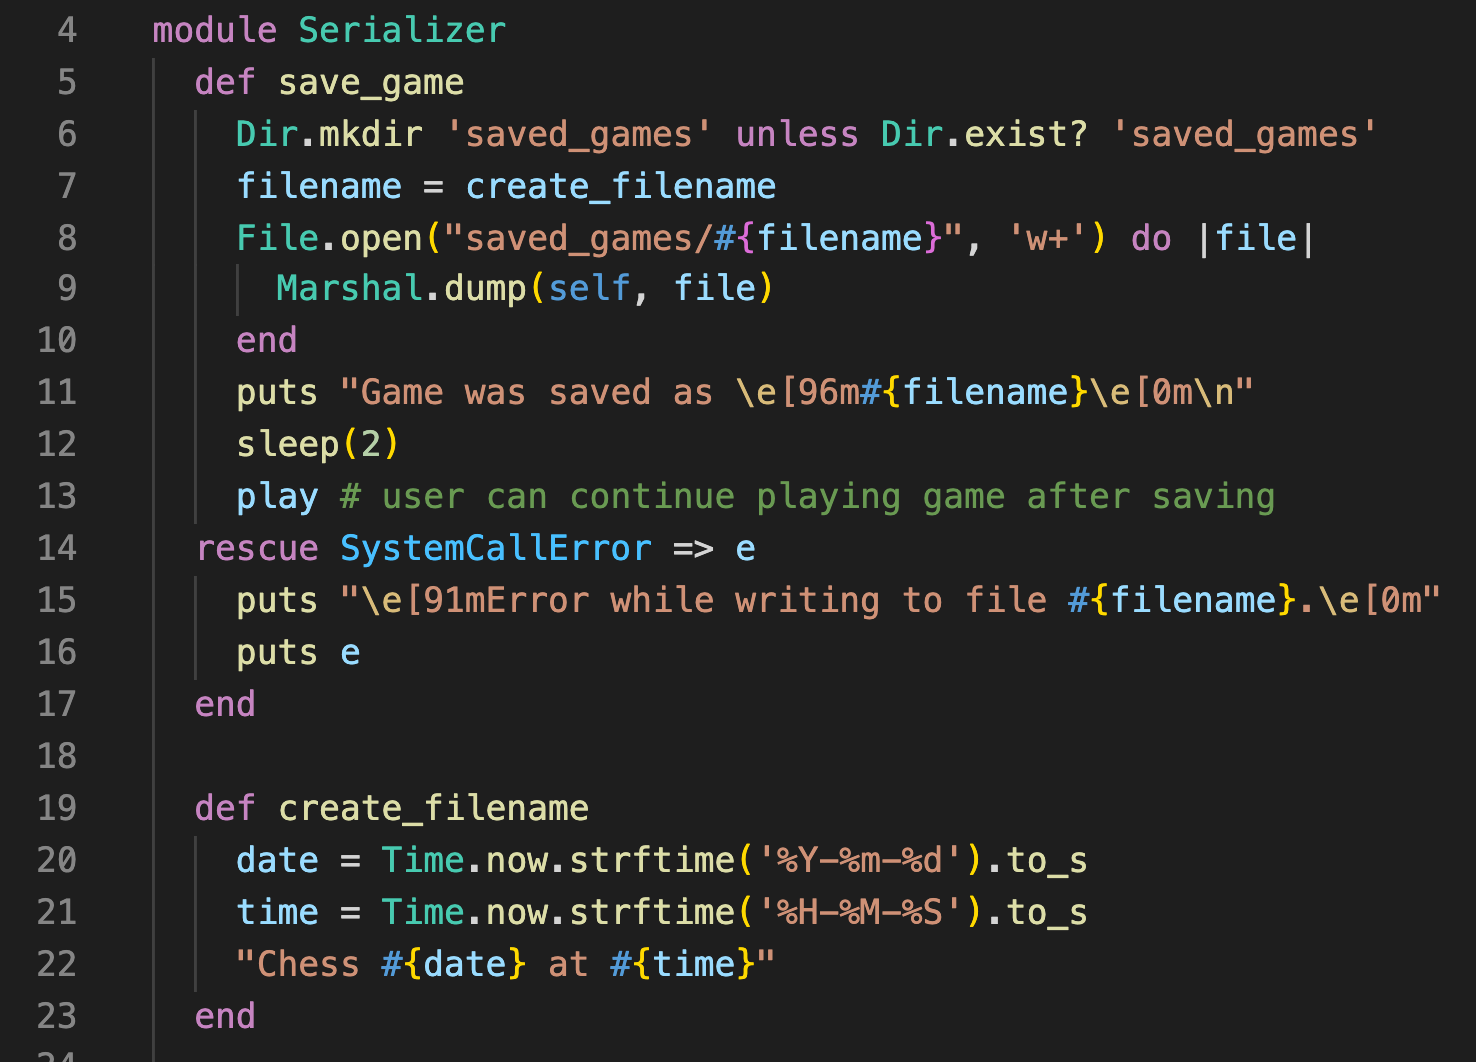 4 module Serializer
5 def save_game
6 Dir.mkdir 'saved_games' unless Dir.exist? 'saved_games'
7 filename = create_filename
8 File.open("saved_games/#{filename}", 'w+') do |file|
9 Marshal.dump(self, file)
10 end
11 puts "Game was saved as \e[96m#{filename}\e[0m\n"
12 sleep(2)
13 play # user can continue playing game after saving
14 rescue SystemCallError => e
15 puts "\e[91mError while writing to file #{filename}.\e[0m"
16 puts e
17 end
18
19 def create_filename
20 date = Time.now.strftime('%Y-%m-%d').to_s
21 time = Time.now.strftime('%H-%M-%S').to_s
22 "Chess #{date} at #{time}"
23 end
24